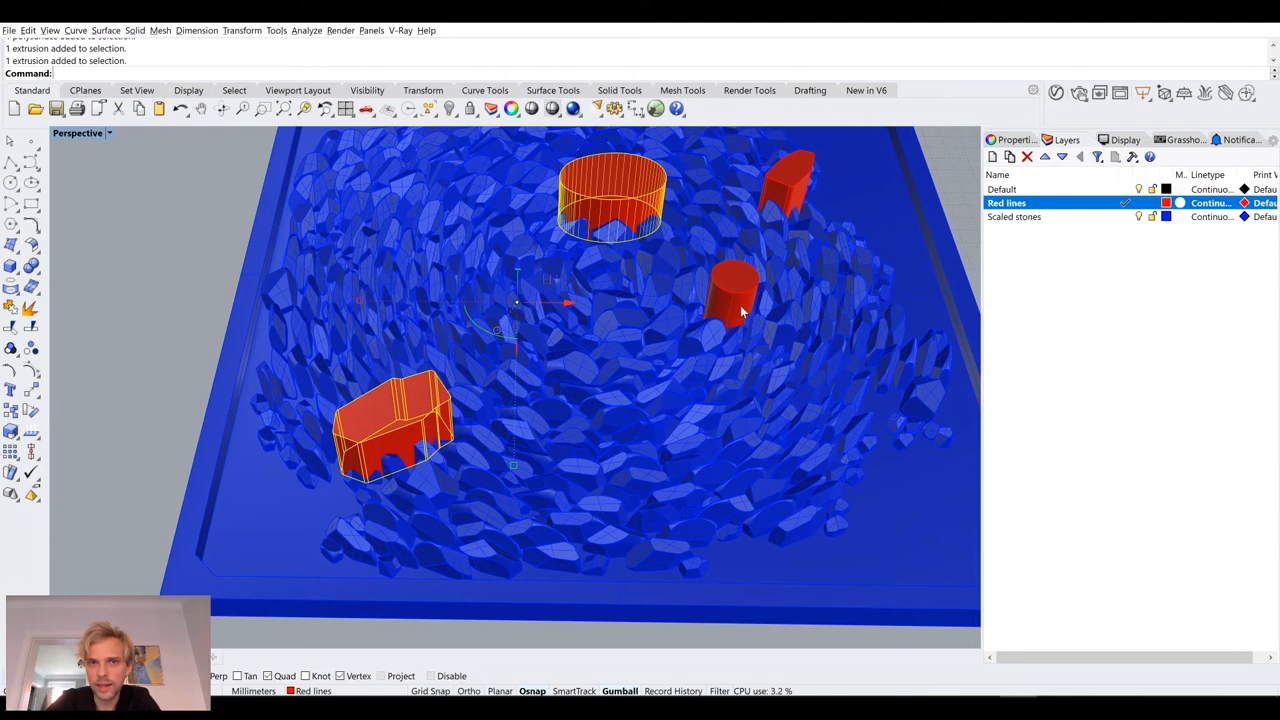 File Edit View Curve Surface Solid Mesh Dimension Transform Tools Analyze Render Panels V-Ray Help
1 extrusion added to selection.
1 extrusion added to selection.
Command:
Standard CPlanes Set View Display Select Viewport Layout Visibility Transform Curve Tools Surface Tools Solid Tools Mesh Tools Render Tools Drafting New in V6
Perspective
Properti... Layers Display Grassho... Notifica...
Name M.. Linetype Print V
Default Continuo... Defau
Red lines Continu... Defau
Scaled stones Continuo... Defau
Perp Tan Quad Knot Vertex Project Disable
Millimeters Red lines Grid Snap Ortho Planar Osnap SmartTrack Gumball Record History Filter CPU use: 3.2 %